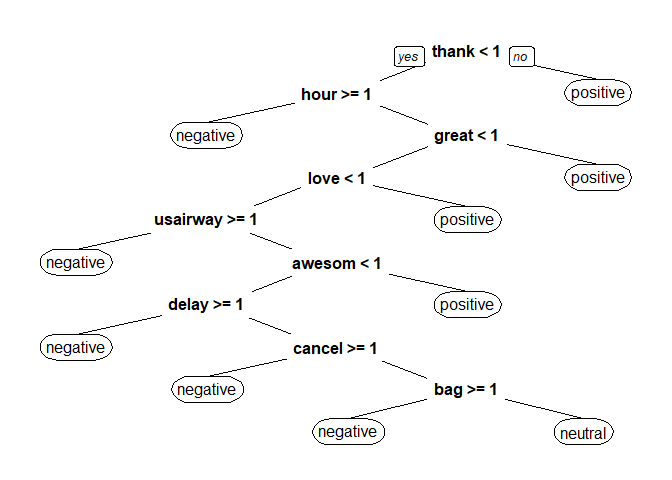 yes thank < 1 no
hour >= 1
positive
negative
great < 1
love < 1
positive
usairway >= 1
positive
negative
awesom < 1
delay >= 1
positive
negative
cancel >= 1
negative
bag >= 1
negative
neutral